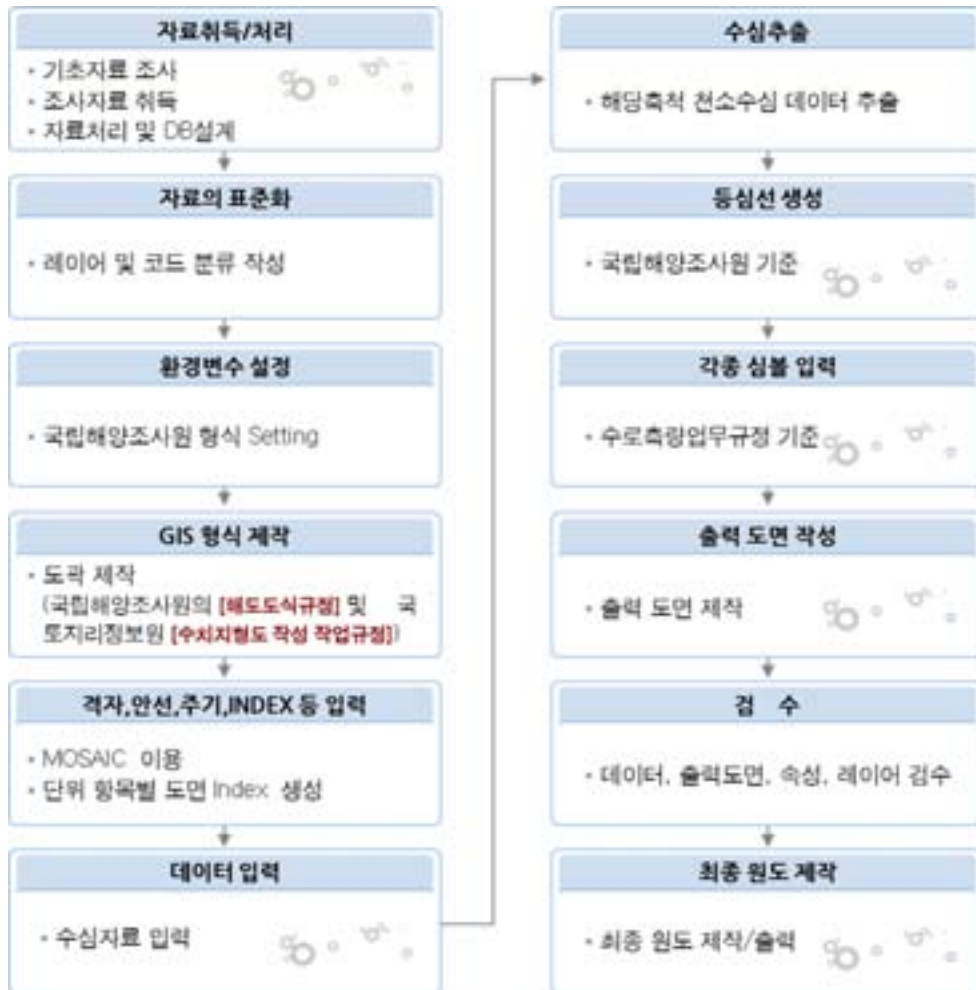 자료취득/처리
• 기초자료 조사
• 조사자료 취득
• 자료처리 및 DB설계
자료의 표준화
• 레이어 및 코드 분류 작성
환경변수 설정
• 국립해양조사원 형식 Setting
GIS 형식 제작
• 도곽 제작
(국립해양조사원의 [해도도식규정] 및 국
토지리정보원 [수치지형도 작성 작업규정])
격자,안선,주기,INDEX 등 입력
• MOSAIC 이용
• 단위 항목별 도면 Index 생성
데이터 입력
• 수심자료 입력
수심추출
• 해당축척 천소수심 데이터 추출
등심선 생성
• 국립해양조사원 기준
각종 심볼 입력
• 수로측량업무규정 기준
출력 도면 작성
• 출력 도면 제작
검 수
• 데이터, 출력도면, 속성, 레이어 검수
최종 원도 제작
• 최종 원도 제작/출력